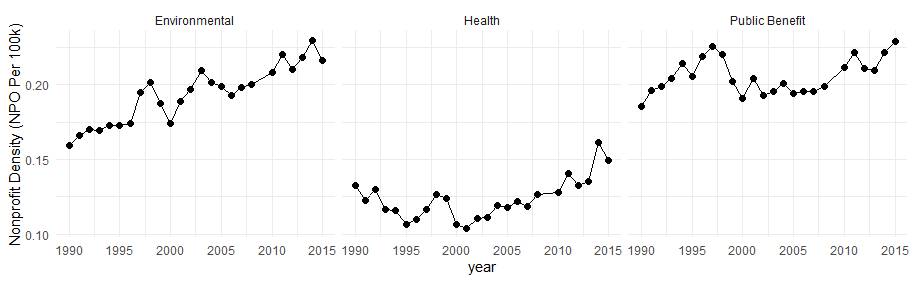 Environmental Health Public Benefit
Nonprofit Density (NPO Per 100k)
0.20
0.15
0.10
1990 1995 2000 2005 2010 2015 1990 1995 2000 2005 2010 2015 1990 1995 2000 2005 2010 2015
year